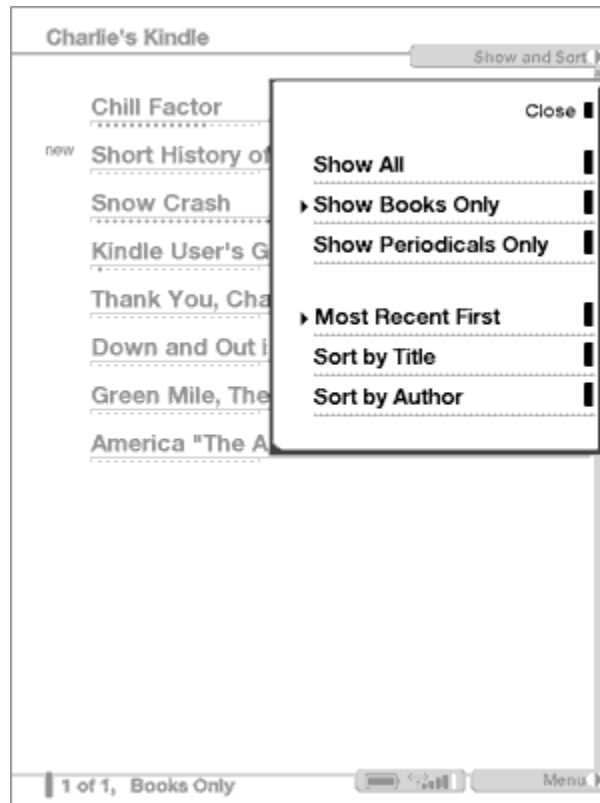 Charlie's Kindle
Show and Sort
Close
Chill Factor
new Short History of
Snow Crash
Kindle User's G
Thank You, Cha
Down and Out i
Green Mile, The
America "The A
Show All
Show Books Only
Show Periodicals Only
Most Recent First
Sort by Title
Sort by Author
1 of 1, Books Only
Menu